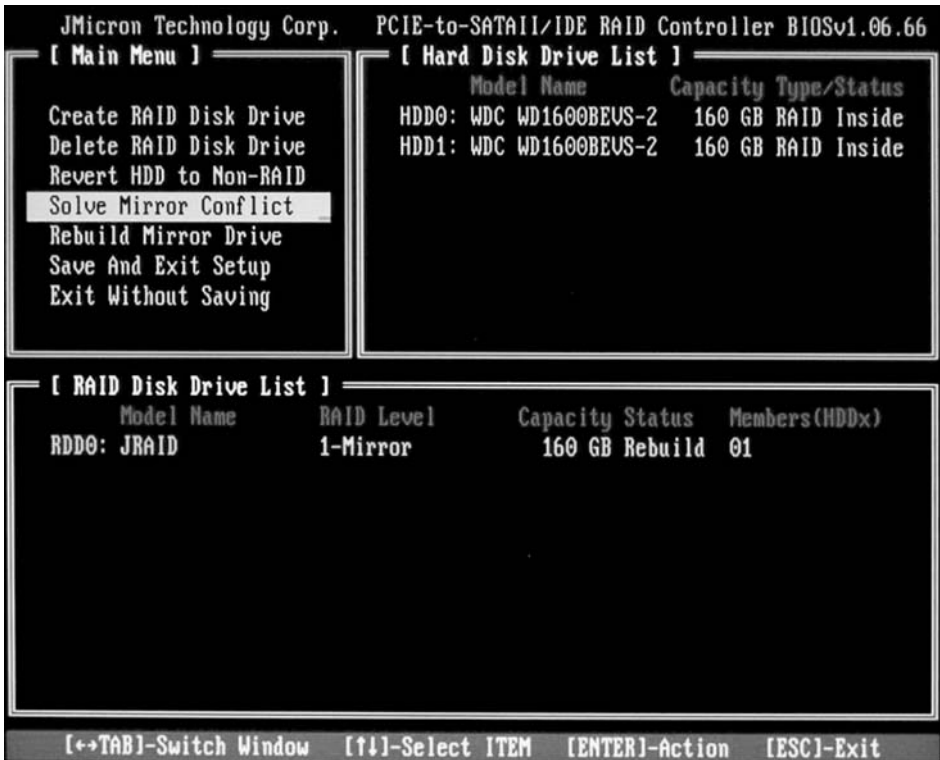 JMicron Technology Corp. PCIE-to-SATAII/IDE RAID Controller BIOSv1.06.66
[ Main Menu ]
Create RAID Disk Drive
Delete RAID Disk Drive
Revert HDD to Non-RAID
Solve Mirror Conflict
Rebuild Mirror Drive
Save And Exit Setup
Exit Without Saving
[ Hard Disk Drive List ]
Model Name Capacity Type/Status
HDD0: WDC WD1600BEVS-2 160 GB RAID Inside
HDD1: WDC WD1600BEVS-2 160 GB RAID Inside
[ RAID Disk Drive List ]
Model Name RAID Level Capacity Status Members(HDDx)
RDD0: JRAID 1-Mirror 160 GB Rebuild 01
[↔TAB]-Switch Window [↑↓]-Select ITEM [ENTER]-Action [ESC]-Exit